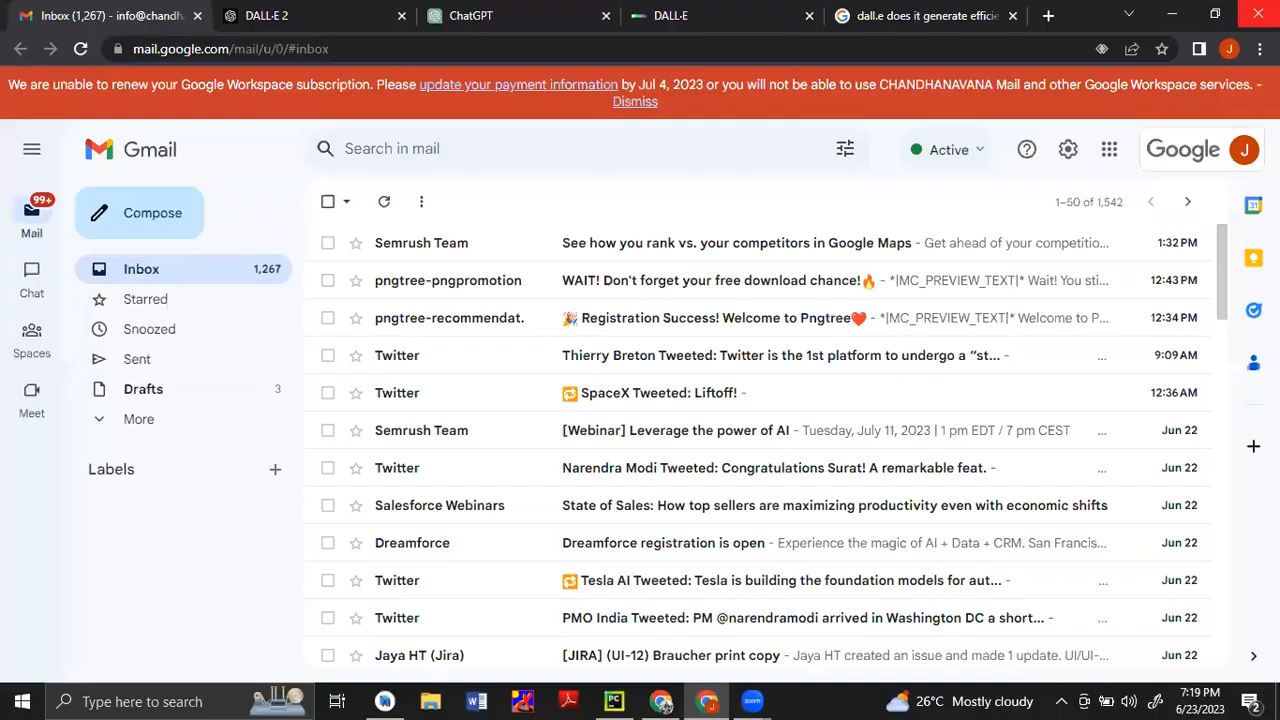 Inbox (1,267) - info@chandh
DALL·E 2
ChatGPT
DALL·E
dall.e does it generate efficie
mail.google.com/mail/u/0/#inbox
J
We are unable to renew your Google Workspace subscription. Please update your payment information by Jul 4, 2023 or you will not be able to use CHANDHANAVANA Mail and other Google Workspace services. -
Dismiss
Gmail
Search in mail
Active
Google
J
99+
Mail
Compose
1–50 of 1,542
Chat
Spaces
Meet
Inbox 1,267
Starred
Snoozed
Sent
Drafts 3
More
Labels
31
Semrush Team See how you rank vs. your competitors in Google Maps - Get ahead of your competitio... 1:32 PM
pngtree-pngpromotion WAIT! Don't forget your free download chance!🔥 - *|MC_PREVIEW_TEXT|* Wait! You sti... 12:43 PM
pngtree-recommendat. 🎉 Registration Success! Welcome to Pngtree❤️ - *|MC_PREVIEW_TEXT|* Welcome to P... 12:34 PM
Twitter Thierry Breton Tweeted: Twitter is the 1st platform to undergo a “st... - ... 9:09 AM
Twitter 🔁 SpaceX Tweeted: Liftoff! - 12:36 AM
Semrush Team [Webinar] Leverage the power of AI - Tuesday, July 11, 2023 | 1 pm EDT / 7 pm CEST ... Jun 22
Twitter Narendra Modi Tweeted: Congratulations Surat! A remarkable feat. - ... Jun 22
Salesforce Webinars State of Sales: How top sellers are maximizing productivity even with economic shifts Jun 22
Dreamforce Dreamforce registration is open - Experience the magic of AI + Data + CRM. San Francis... Jun 22
Twitter 🔁 Tesla AI Tweeted: Tesla is building the foundation models for aut... - ... Jun 22
Twitter PMO India Tweeted: PM @narendramodi arrived in Washington DC a short... - ... Jun 22
Jaya HT (Jira) [JIRA] (UI-12) Braucher print copy - Jaya HT created an issue and made 1 update. UI/UI-... Jun 22
Type here to search
PC
zoom
26°C Mostly cloudy
7:19 PM
6/23/2023
2